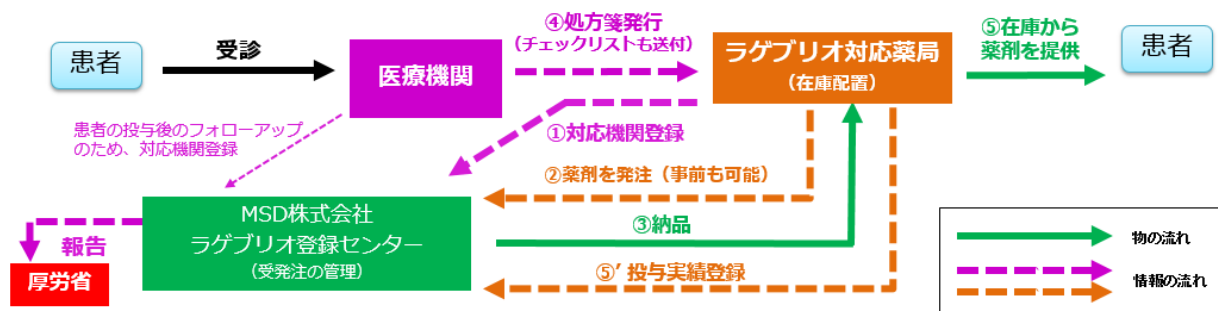 患者
受診
医療機関
④処方箋発行
（チェックリストも送付）
ラゲブリオ対応薬局
（在庫配置）
⑤在庫から
薬剤を提供
患者
患者の投与後のフォローアップ
のため、対応機関登録
①対応機関登録
②薬剤を発注（事前も可能）
MSD株式会社
ラゲブリオ登録センター
（受発注の管理）
③納品
⑤’投与実績登録
報告
厚労省
物の流れ
情報の流れ